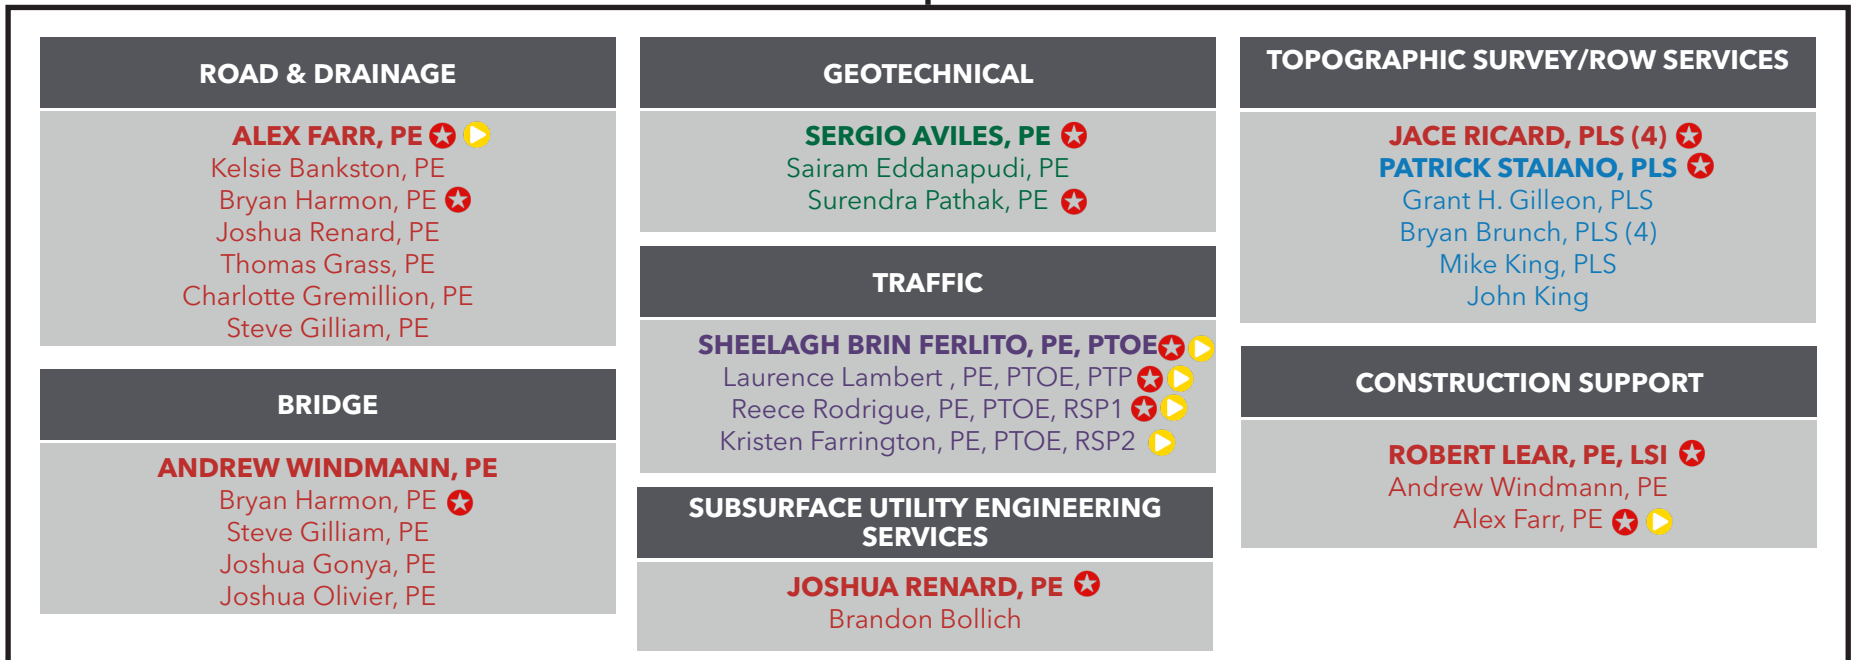 ROAD & DRAINAGE
ALEX FARR, PE
Kelsie Bankston, PE
Bryan Harmon, PE
Joshua Renard, PE
Thomas Grass, PE
Charlotte Gremillion, PE
Steve Gilliam, PE
BRIDGE
ANDREW WINDMANN, PE
Bryan Harmon, PE
Steve Gilliam, PE
Joshua Gonya, PE
Joshua Olivier, PE
GEOTECHNICAL
SERGIO AVILES, PE
Sairam Eddanapudi, PE
Surendra Pathak, PE
TRAFFIC
SHEELAGH BRIN FERLITO, PE, PTOE
Laurence Lambert , PE, PTOE, PTP
Reece Rodrigue, PE, PTOE, RSP1
Kristen Farrington, PE, PTOE, RSP2
SUBSURFACE UTILITY ENGINEERING
SERVICES
JOSHUA RENARD, PE
Brandon Bollich
TOPOGRAPHIC SURVEY/ROW SERVICES
JACE RICARD, PLS (4)
PATRICK STAIANO, PLS
Grant H. Gilleon, PLS
Bryan Brunch, PLS (4)
Mike King, PLS
John King
CONSTRUCTION SUPPORT
ROBERT LEAR, PE, LSI
Andrew Windmann, PE
Alex Farr, PE